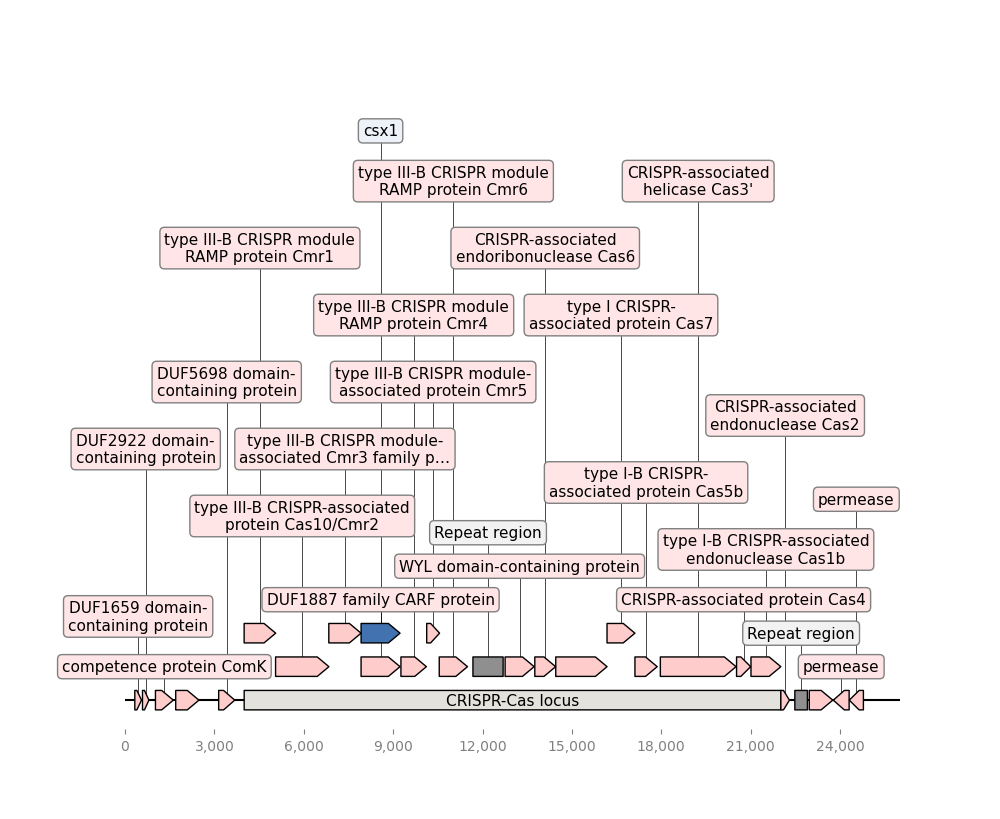 csx1
type III-B CRISPR module
RAMP protein Cmr6
CRISPR-associated
helicase Cas3'
type III-B CRISPR module
RAMP protein Cmr1
CRISPR-associated
endoribonuclease Cas6
type III-B CRISPR module
RAMP protein Cmr4
type I CRISPR-
associated protein Cas7
DUF5698 domain-
containing protein
type III-B CRISPR module-
associated protein Cmr5
CRISPR-associated
endonuclease Cas2
DUF2922 domain-
containing protein
type III-B CRISPR module-
associated Cmr3 family p...
type I-B CRISPR-
associated protein Cas5b
permease
type III-B CRISPR-associated
protein Cas10/Cmr2
Repeat region
type I-B CRISPR-associated
endonuclease Cas1b
WYL domain-containing protein
DUF1659 domain-
containing protein
DUF1887 family CARF protein
CRISPR-associated protein Cas4
Repeat region
competence protein ComK
permease
CRISPR-Cas locus
0 3,000 6,000 9,000 12,000 15,000 18,000 21,000 24,000